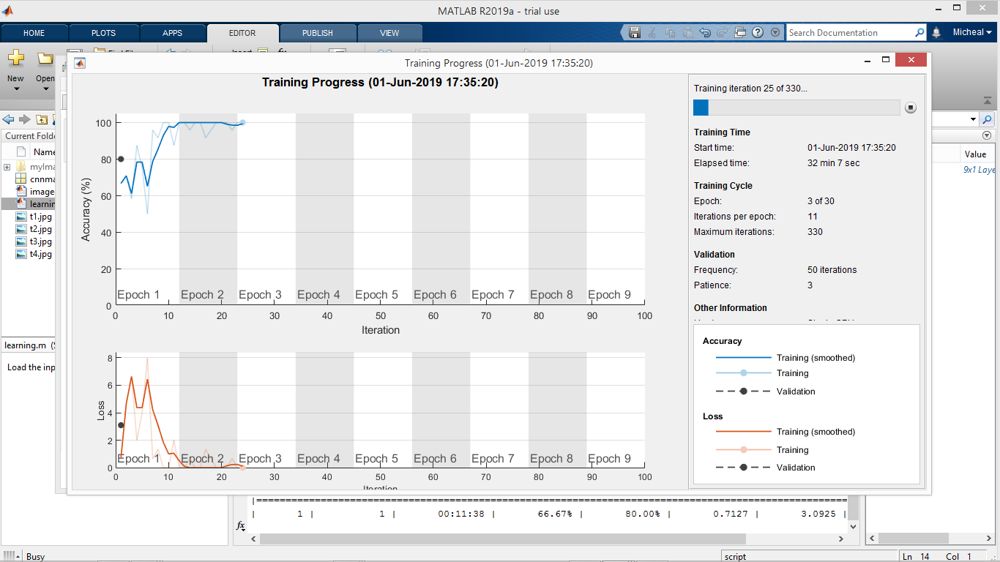 MATLAB R2019a - trial use
HOME PLOTS APPS EDITOR PUBLISH VIEW
Search Documentation
Micheal
New Open
Training Progress (01-Jun-2019 17:35:20)
Training Progress (01-Jun-2019 17:35:20)
Current Folde
Name
cnnma
image
learnin
t1.jpg
t2.jpg
t3.jpg
t4.jpg
learning.m
Load the inp
Accuracy (%)
100
80
60
40
20
0
Epoch 1 Epoch 2 Epoch 3 Epoch 4 Epoch 5 Epoch 6 Epoch 7 Epoch 8 Epoch 9
0 10 20 30 40 50 60 70 80 90 100
Iteration
Loss
8
6
4
2
0
Epoch 1 Epoch 2 Epoch 3 Epoch 4 Epoch 5 Epoch 6 Epoch 7 Epoch 8 Epoch 9
0 10 20 30 40 50 60 70 80 90 100
Iteration
Training iteration 25 of 330...
Training Time
Start time: 01-Jun-2019 17:35:20
Elapsed time: 32 min 7 sec
Training Cycle
Epoch: 3 of 30
Iterations per epoch: 11
Maximum iterations: 330
Validation
Frequency: 50 iterations
Patience: 3
Other Information
Accuracy
Training (smoothed)
Training
Validation
Loss
Training (smoothed)
Training
Validation
Value
9x1 Laye
| 1 | 1 | 00:11:38 | 66.67% | 80.00% | 0.7127 | 3.0925 |
fx
Busy
script
Ln 14 Col 1